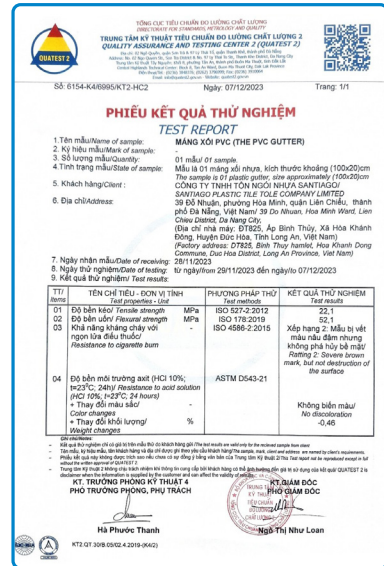 TỔNG CỤC TIÊU CHUẨN ĐO LƯỜNG CHẤT LƯỢNG
DIRECTORATE FOR STANDARDS, METROLOGY AND QUALITY
TRUNG TÂM KỸ THUẬT TIÊU CHUẨN ĐO LƯỜNG CHẤT LƯỢNG 2
QUALITY ASSURANCE AND TESTING CENTER 2 (QUATEST 2)
QUATEST 2
Số: 6154-K4/6995/KT2-HC2 Ngày: 07/12/2023 Trang: 1/1
PHIẾU KẾT QUẢ THỬ NGHIỆM
TEST REPORT
1.Tên mẫu/Name of sample: MÁNG XỐI PVC (THE PVC GUTTER)
2. Ký hiệu mẫu/Mark of sample: -
3. Số lượng mẫu/Quantity: 01 mẫu/ 01 sample.
4.Tình trạng mẫu/State of sample: Mẫu là 01 máng xối nhựa, kích thước khoảng (100x20)cm
The sample is 01 plastic gutter, size approximately (100x20)cm
5. Khách hàng/Client : CÔNG TY TNHH TÔN NGÓI NHỰA SANTIAGO/
SANTIAGO PLASTIC TILE TOLE COMPANY LIMITED
6. Địa chỉ/Address: 39 Đỗ Nhuận, phường Hòa Minh, quận Liên Chiểu, thành
phố Đà Nẵng, Việt Nam/ 39 Do Nhuan, Hoa Minh Ward, Lien
Chieu District, Da Nang City,
(Địa chỉ nhà máy: ĐT825, Ấp Bình Thủy, Xã Hòa Khánh
Đông, Huyện Đức Hòa, Tỉnh Long An, Việt Nam)
(Factory address: DT825, Binh Thuy hamlet, Hoa Khanh Dong
Commune, Duc Hoa District, Long An Province, Viet Nam)
7. Ngày nhận mẫu/Date of receiving: 28/11/2023
8. Ngày thử nghiệm/Date of testing: từ ngày/from 29/11/2023 đến ngày/to 07/12/2023
9. Kết quả thử nghiệm/ Test results:
TT/ items TÊN CHỈ TIÊU - ĐƠN VỊ TÍNH Test properties - Unit PHƯƠNG PHÁP THỬ Test methods KẾT QUẢ THỬ NGHIỆM Test results
01 Độ bền kéo/ Tensile strength MPa ISO 527-2:2012 22,1
02 Độ bền uốn/ Flexural strength MPa ISO 178:2019 52,1
03 Khả năng kháng cháy với ISO 4586-2:2015 Xếp hạng 2: Mẫu bị vết
ngọn lửa điếu thuốc/ màu nâu đậm nhưng
Resistance to cigarette burn không phá hủy bề mặt/
Ratting 2: Severe brown
mark, but not destruction
of the surface
04 Độ bền môi trường axit (HCl 10%; ASTM D543-21
t=23°C; 24h)/ Resistance to acid solution
(HCl 10%; t=23°C; 24 hours)
+ Thay đổi màu sắc/ Không biến màu/
Color changes No discoloration
+ Thay đổi khối lượng/ % -0,46
Weight changes
Ghi chú/Notes:
KT. TRƯỞNG PHÒNG KỸ THUẬT 4 KT.GIÁM ĐỐC
PHÓ TRƯỞNG PHÒNG, PHỤ TRÁCH PHÓ GIÁM ĐỐC
Hà Phước Thanh Ngô Thị Như Loan
KT2.QT.30/B.05/02.4.2019-(K4/2)